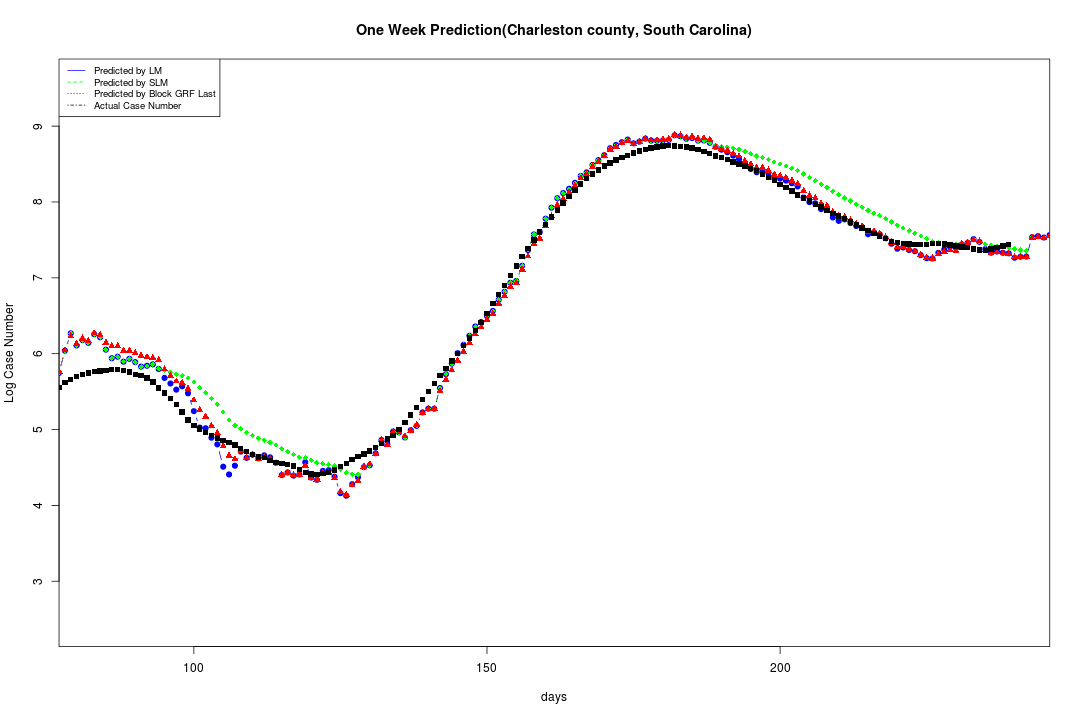 One Week Prediction(Charleston county, South Carolina)
Predicted by LM
Predicted by SLM
Predicted by Block GRF Last
Actual Case Number
9
8
7
6
5
4
3
Log Case Number
100 150 200
days